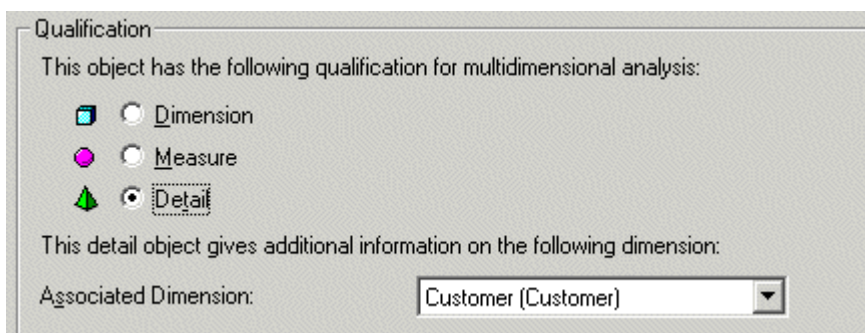 Qualification
This object has the following qualification for multidimensional analysis:
Dimension
Measure
Detail
This detail object gives additional information on the following dimension:
Associated Dimension: Customer (Customer)